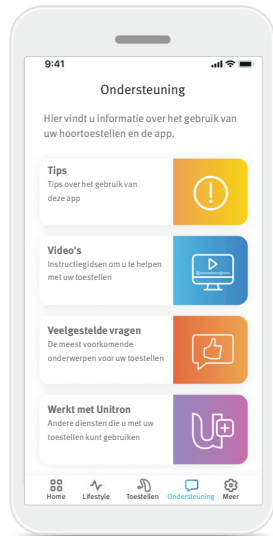 9:41
Ondersteuning
Hier vindt u informatie over het gebruik van
uw hoortoestellen en de app.
Tips
Tips over het gebruik van
deze app
Video's
Instructiegidsen om u te helpen
met uw toestellen
Veelgestelde vragen
De meest voorkomende
onderwerpen voor uw toestellen
Werkt met Unitron
Andere diensten die u met uw
toestellen kunt gebruiken
Home Lifestyle Toestellen Ondersteuning Meer